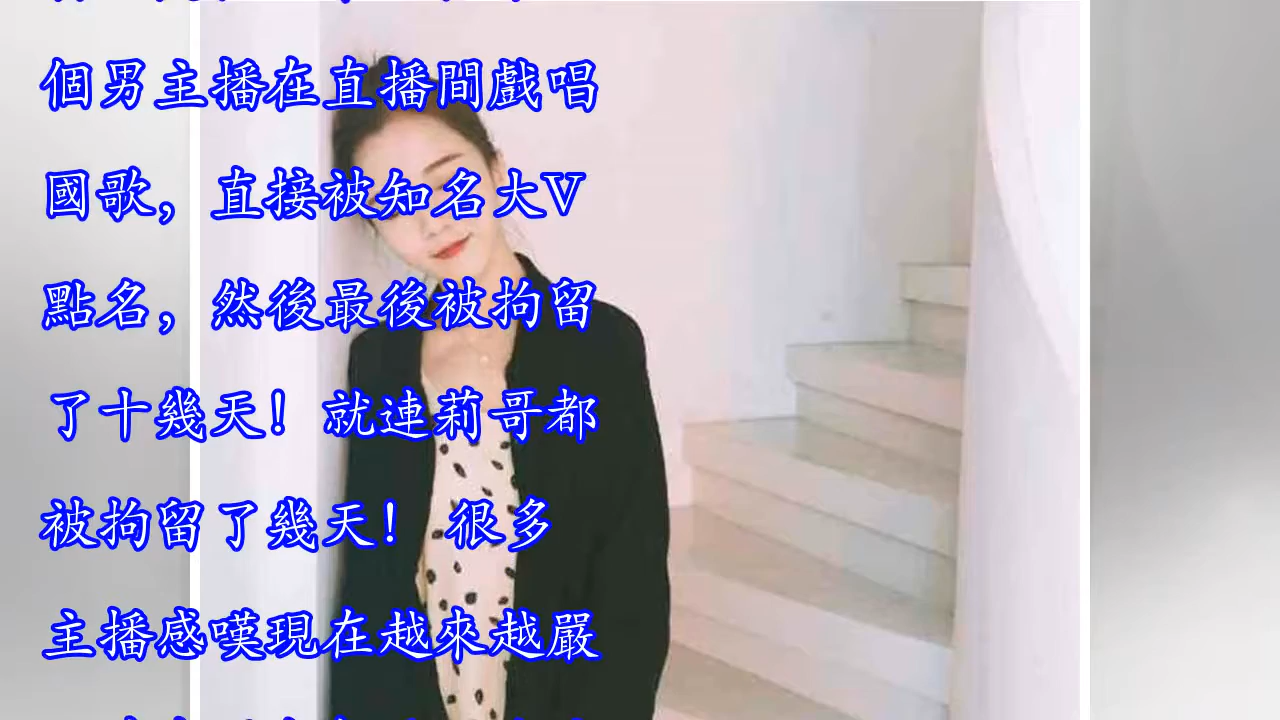 個男主播在直播間戲唱
國歌，直接被知名大V
點名，然後最後被拘留
了十幾天！就連莉哥都
被拘留了幾天！ 很多
主播感嘆現在越來越嚴